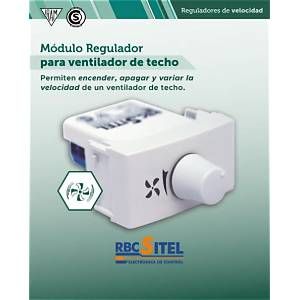 Reguladores de velocidad
Módulo Regulador
para ventilador de techo
Permiten encender, apagar y variar la
velocidad de un ventilador de techo.
RBC SITEL
ELECTRÓNICA DE CONTROL